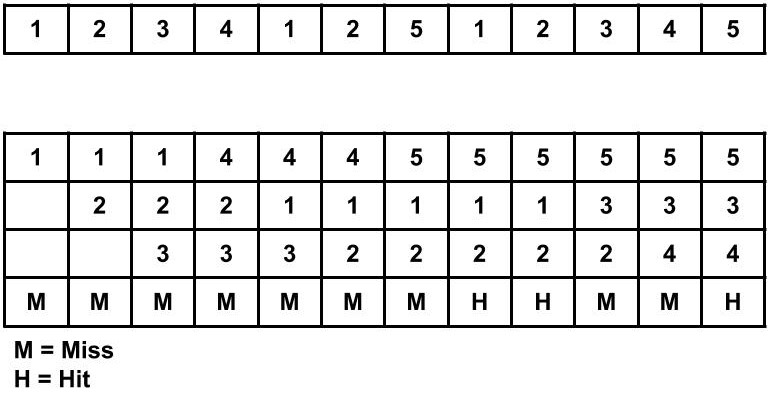 1 2 3 4 1 2 5 1 2 3 4 5
1 1 1 4 4 4 5 5 5 5 5 5
2 2 2 1 1 1 1 1 3 3 3
3 3 3 2 2 2 2 2 4 4
M M M M M M M H H M M H
M = Miss
H = Hit